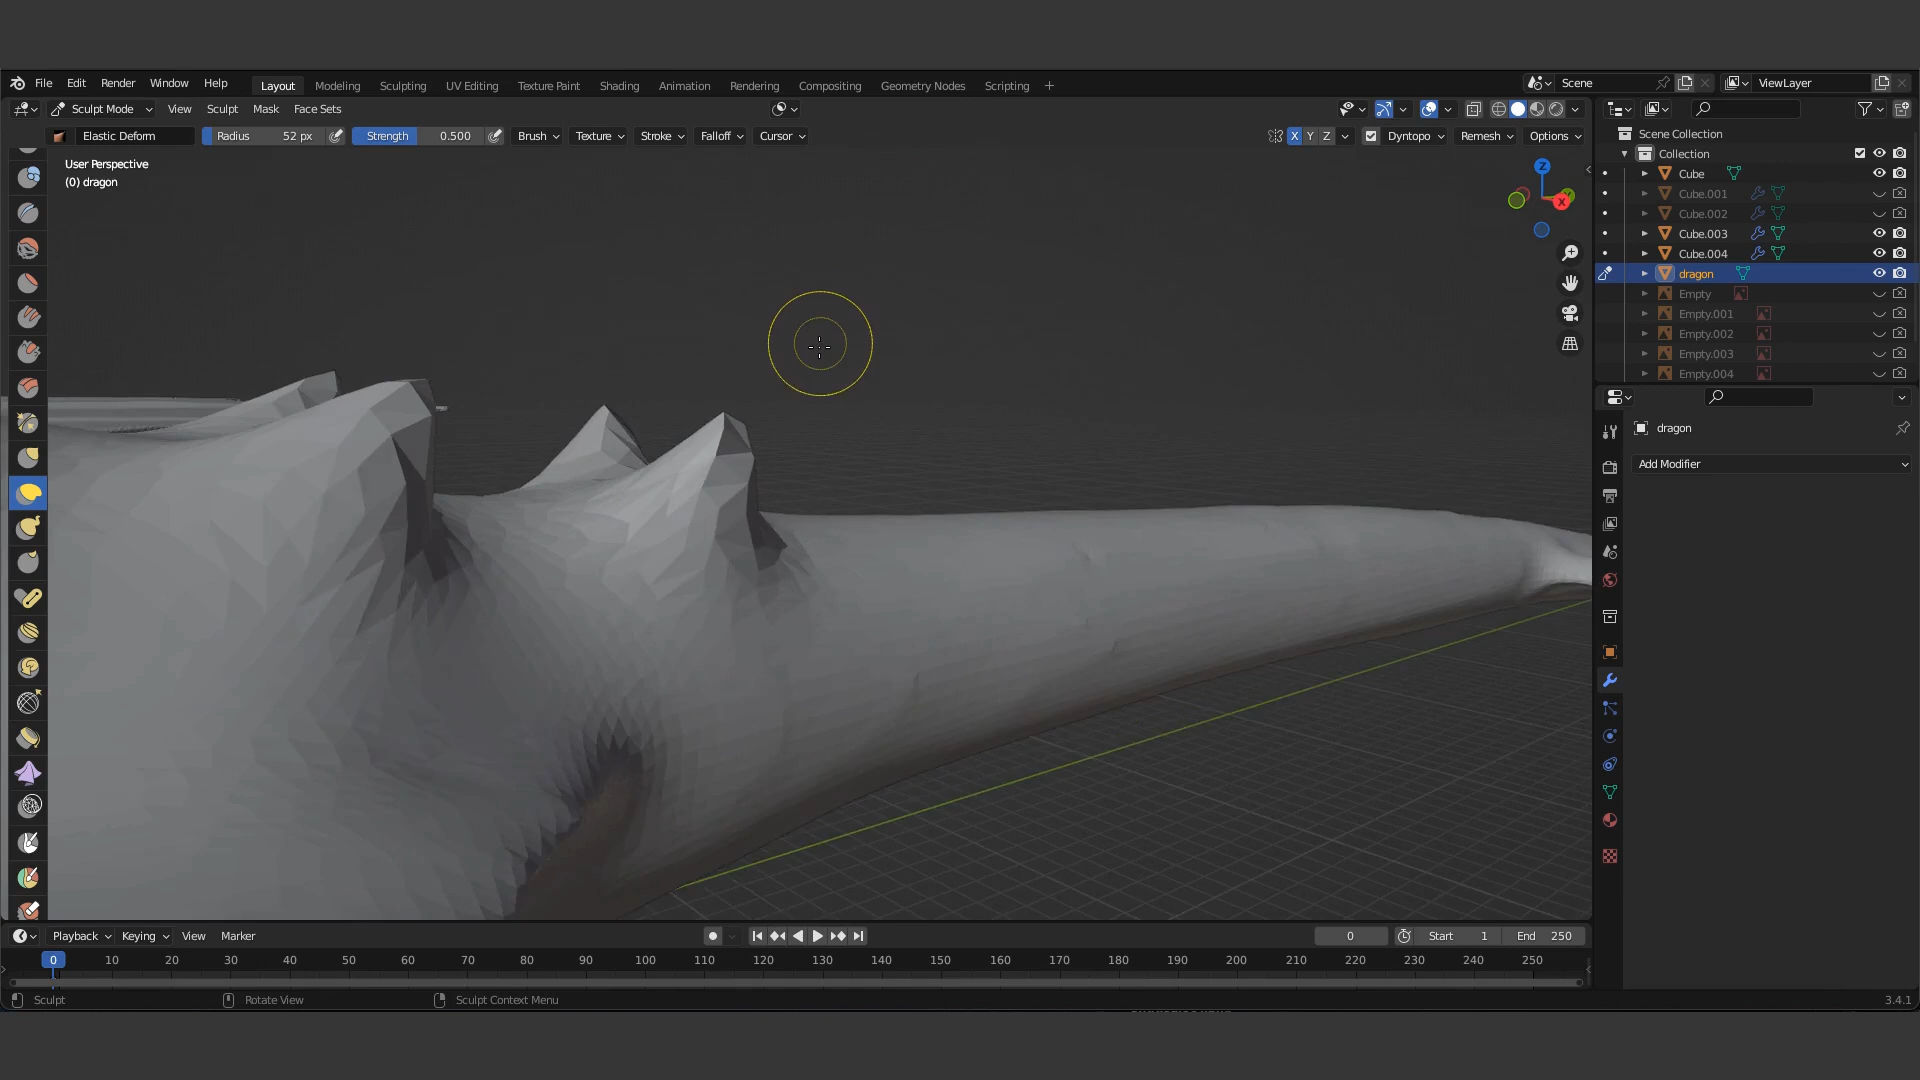 File Edit Render Window Help Layout Modeling Sculpting UV Editing Texture Paint Shading Animation Rendering Compositing Geometry Nodes Scripting + Scene ViewLayer
Sculpt Mode View Sculpt Mask Face Sets
Elastic Deform Radius 52 px Strength 0.500 Brush Texture Stroke Falloff Cursor X Y Z Dyntopo Remesh Options
User Perspective
(0) dragon
Z
X
Scene Collection
Collection
Cube
Cube.001
Cube.002
Cube.003
Cube.004
dragon
Empty
Empty.001
Empty.002
Empty.003
Empty.004
dragon
Add Modifier
Playback Keying View Marker 0 Start 1 End 250
0 10 20 30 40 50 60 70 80 90 100 110 120 130 140 150 160 170 180 190 200 210 220 230 240 250
Sculpt Rotate View Sculpt Context Menu 3.4.1